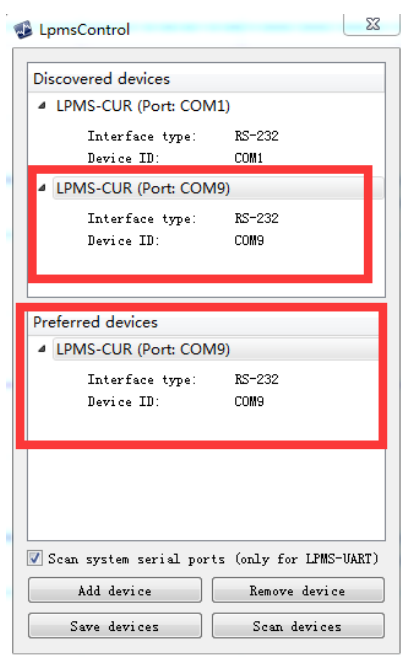 LpmsControl
Discovered devices
LPMS-CUR (Port: COM1)
Interface type: RS-232
Device ID: COM1
LPMS-CUR (Port: COM9)
Interface type: RS-232
Device ID: COM9
Preferred devices
LPMS-CUR (Port: COM9)
Interface type: RS-232
Device ID: COM9
Scan system serial ports (only for LPMS-UART)
Add device Remove device
Save devices Scan devices